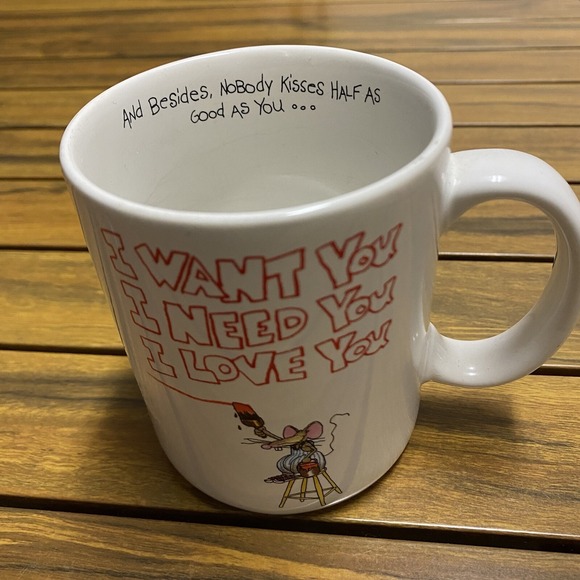 And Besides, NoBody Kisses HALF AS
Good AS You ...
I WANT You
I NEED You
I LOVE You